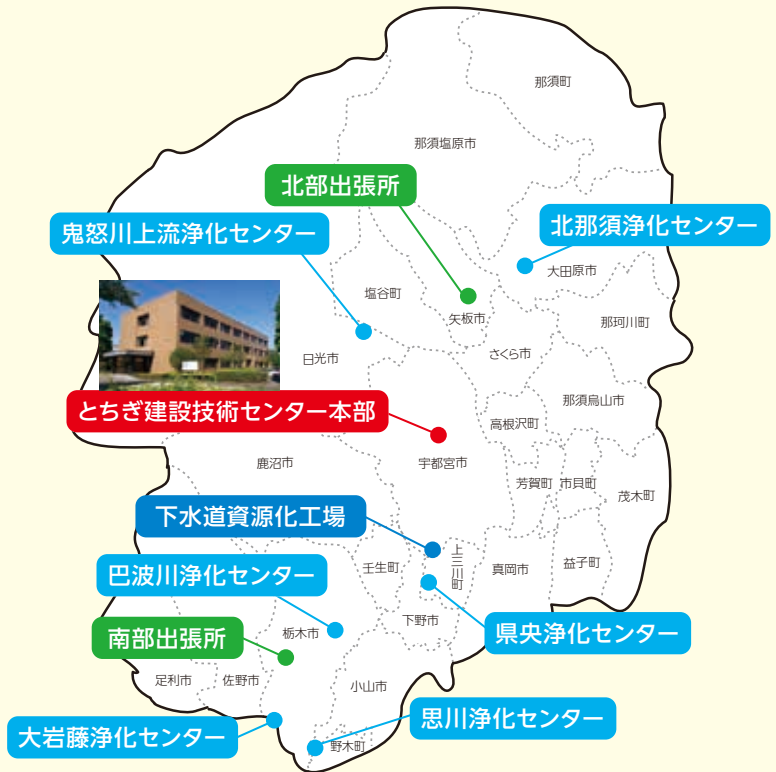 那須町
那須塩原市
北部出張所
鬼怒川上流浄化センター
北那須浄化センター
大田原市
塩谷町
矢板市
那珂川町
日光市
さくら市
とちぎ建設技術センター本部
高根沢町
那須烏山市
鹿沼市
宇都宮市
芳賀町
市貝町
茂木町
下水道資源化工場
上三川町
壬生町
真岡市
益子町
巴波川浄化センター
下野市
栃木市
県央浄化センター
南部出張所
足利市
佐野市
小山市
大岩藤浄化センター
思川浄化センター
野木町